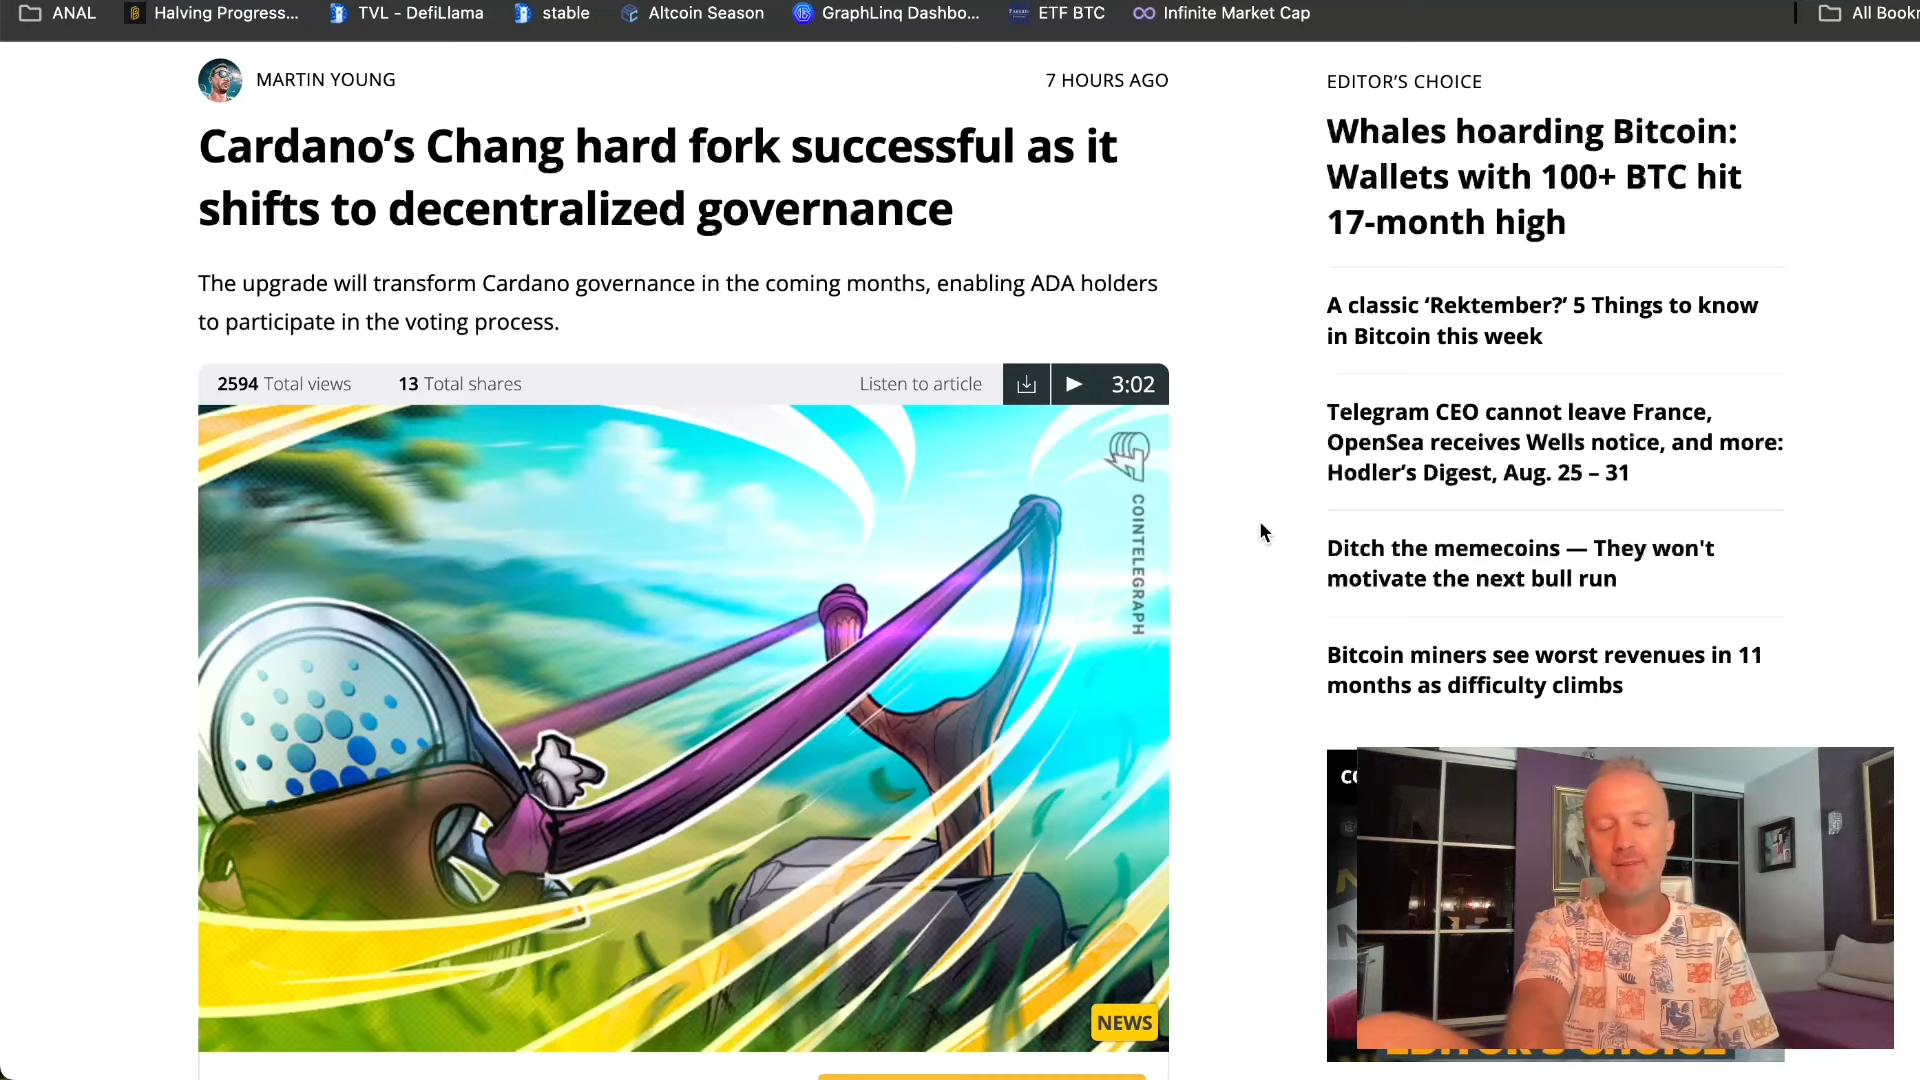 ANAL
Halving Progress...
TVL - DefiLlama
stable
Altcoin Season
GraphLinq Dashbo...
ETF BTC
Infinite Market Cap
All Bookr
MARTIN YOUNG
7 HOURS AGO
Cardano’s Chang hard fork successful as it
shifts to decentralized governance
The upgrade will transform Cardano governance in the coming months, enabling ADA holders
to participate in the voting process.
2594 Total views
13 Total shares
Listen to article
3:02
COINTELEGRAPH
NEWS
EDITOR’S CHOICE
Whales hoarding Bitcoin:
Wallets with 100+ BTC hit
17-month high
A classic ‘Rektember?’ 5 Things to know
in Bitcoin this week
Telegram CEO cannot leave France,
OpenSea receives Wells notice, and more:
Hodler’s Digest, Aug. 25 – 31
Ditch the memecoins — They won't
motivate the next bull run
Bitcoin miners see worst revenues in 11
months as difficulty climbs